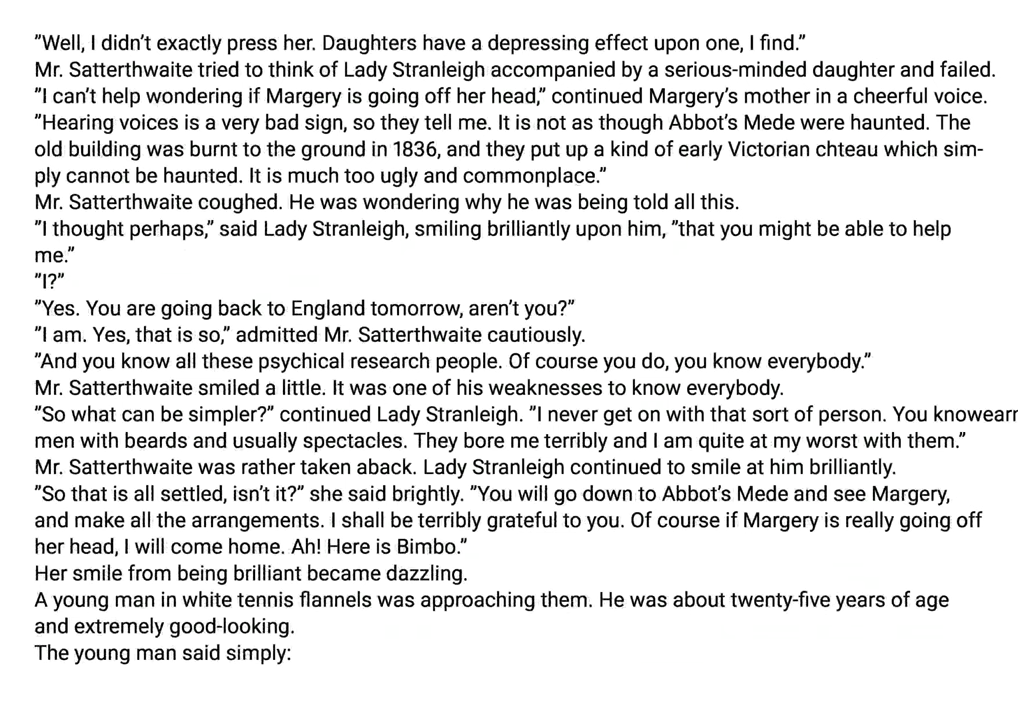 ”Well, I didn’t exactly press her. Daughters have a depressing effect upon one, I find.”
Mr. Satterthwaite tried to think of Lady Stranleigh accompanied by a serious-minded daughter and failed.
”I can’t help wondering if Margery is going off her head,” continued Margery’s mother in a cheerful voice.
”Hearing voices is a very bad sign, so they tell me. It is not as though Abbot’s Mede were haunted. The
old building was burnt to the ground in 1836, and they put up a kind of early Victorian chteau which sim-
ply cannot be haunted. It is much too ugly and commonplace.”
Mr. Satterthwaite coughed. He was wondering why he was being told all this.
”I thought perhaps,” said Lady Stranleigh, smiling brilliantly upon him, ”that you might be able to help
me.”
”I?”
”Yes. You are going back to England tomorrow, aren’t you?”
”I am. Yes, that is so,” admitted Mr. Satterthwaite cautiously.
”And you know all these psychical research people. Of course you do, you know everybody.”
Mr. Satterthwaite smiled a little. It was one of his weaknesses to know everybody.
”So what can be simpler?” continued Lady Stranleigh. ”I never get on with that sort of person. You
men with beards and usually spectacles. They bore me terribly and I am quite at my worst with them.”
Mr. Satterthwaite was rather taken aback. Lady Stranleigh continued to smile at him brilliantly.
”So that is all settled, isn’t it?” she said brightly. ”You will go down to Abbot’s Mede and see Margery,
and make all the arrangements. I shall be terribly grateful to you. Of course if Margery is really going off
her head, I will come home. Ah! Here is Bimbo.”
Her smile from being brilliant became dazzling.
A young man in white tennis flannels was approaching them. He was about twenty-five years of age
and extremely good-looking.
The young man said simply: